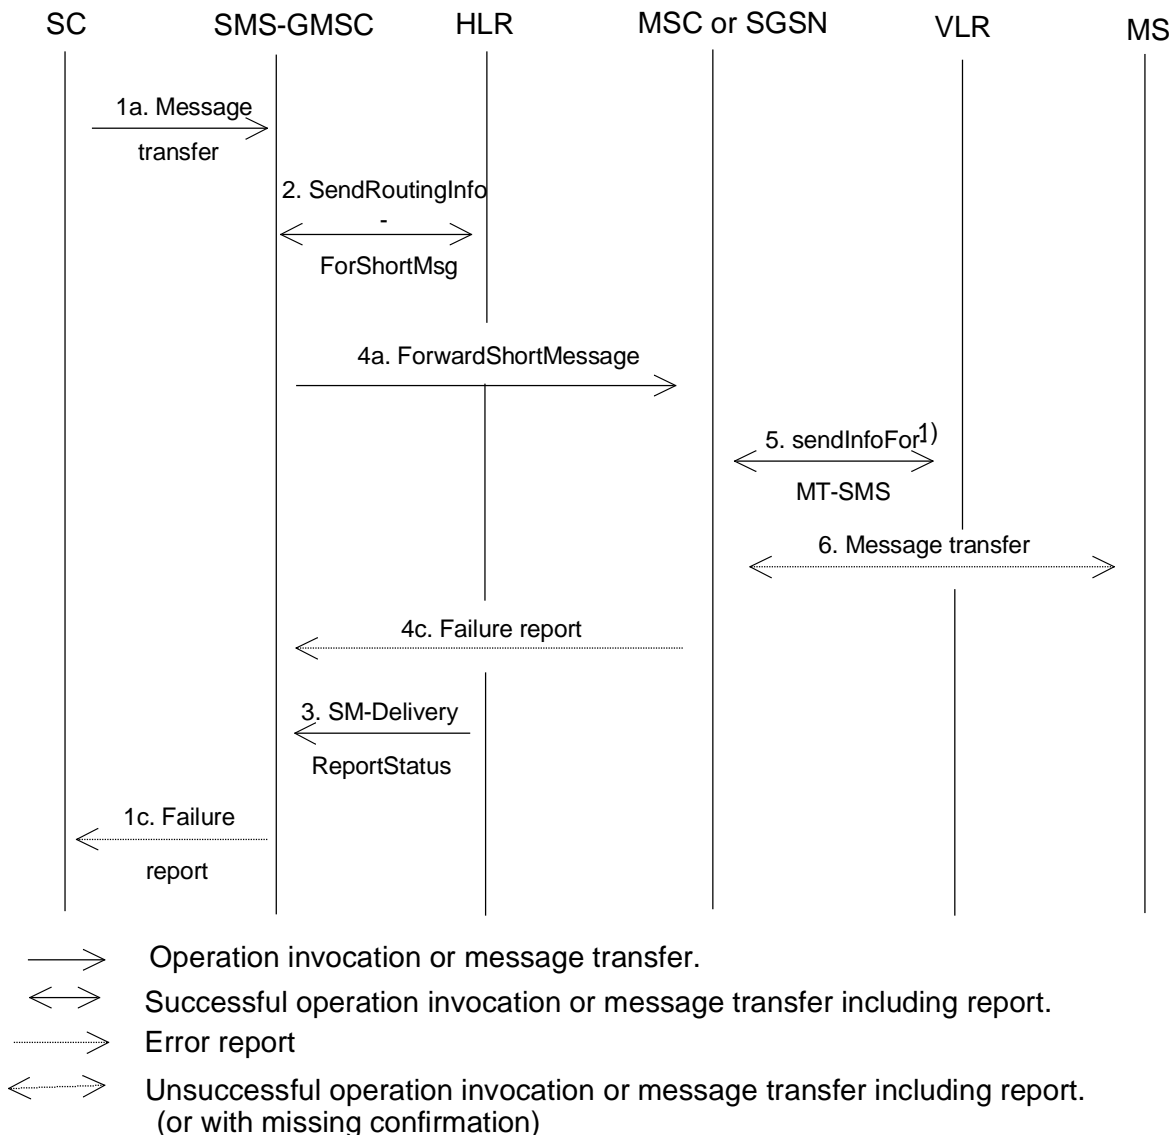 SC SMS-GMSC HLR MSC or SGSN VLR MS
1a. Message
transfer
2. SendRoutingInfo
-
ForShortMsg
4a. ForwardShortMessage
5. sendInfoFor- 1)
MT-SMS
6. Message transfer
4c. Failure report
3. SM-Delivery
ReportStatus
1c. Failure
report
Operation invocation or message transfer.
Successful operation invocation or message transfer including report.
Error report
Unsuccessful operation invocation or message transfer including report.
(or with missing confirmation)